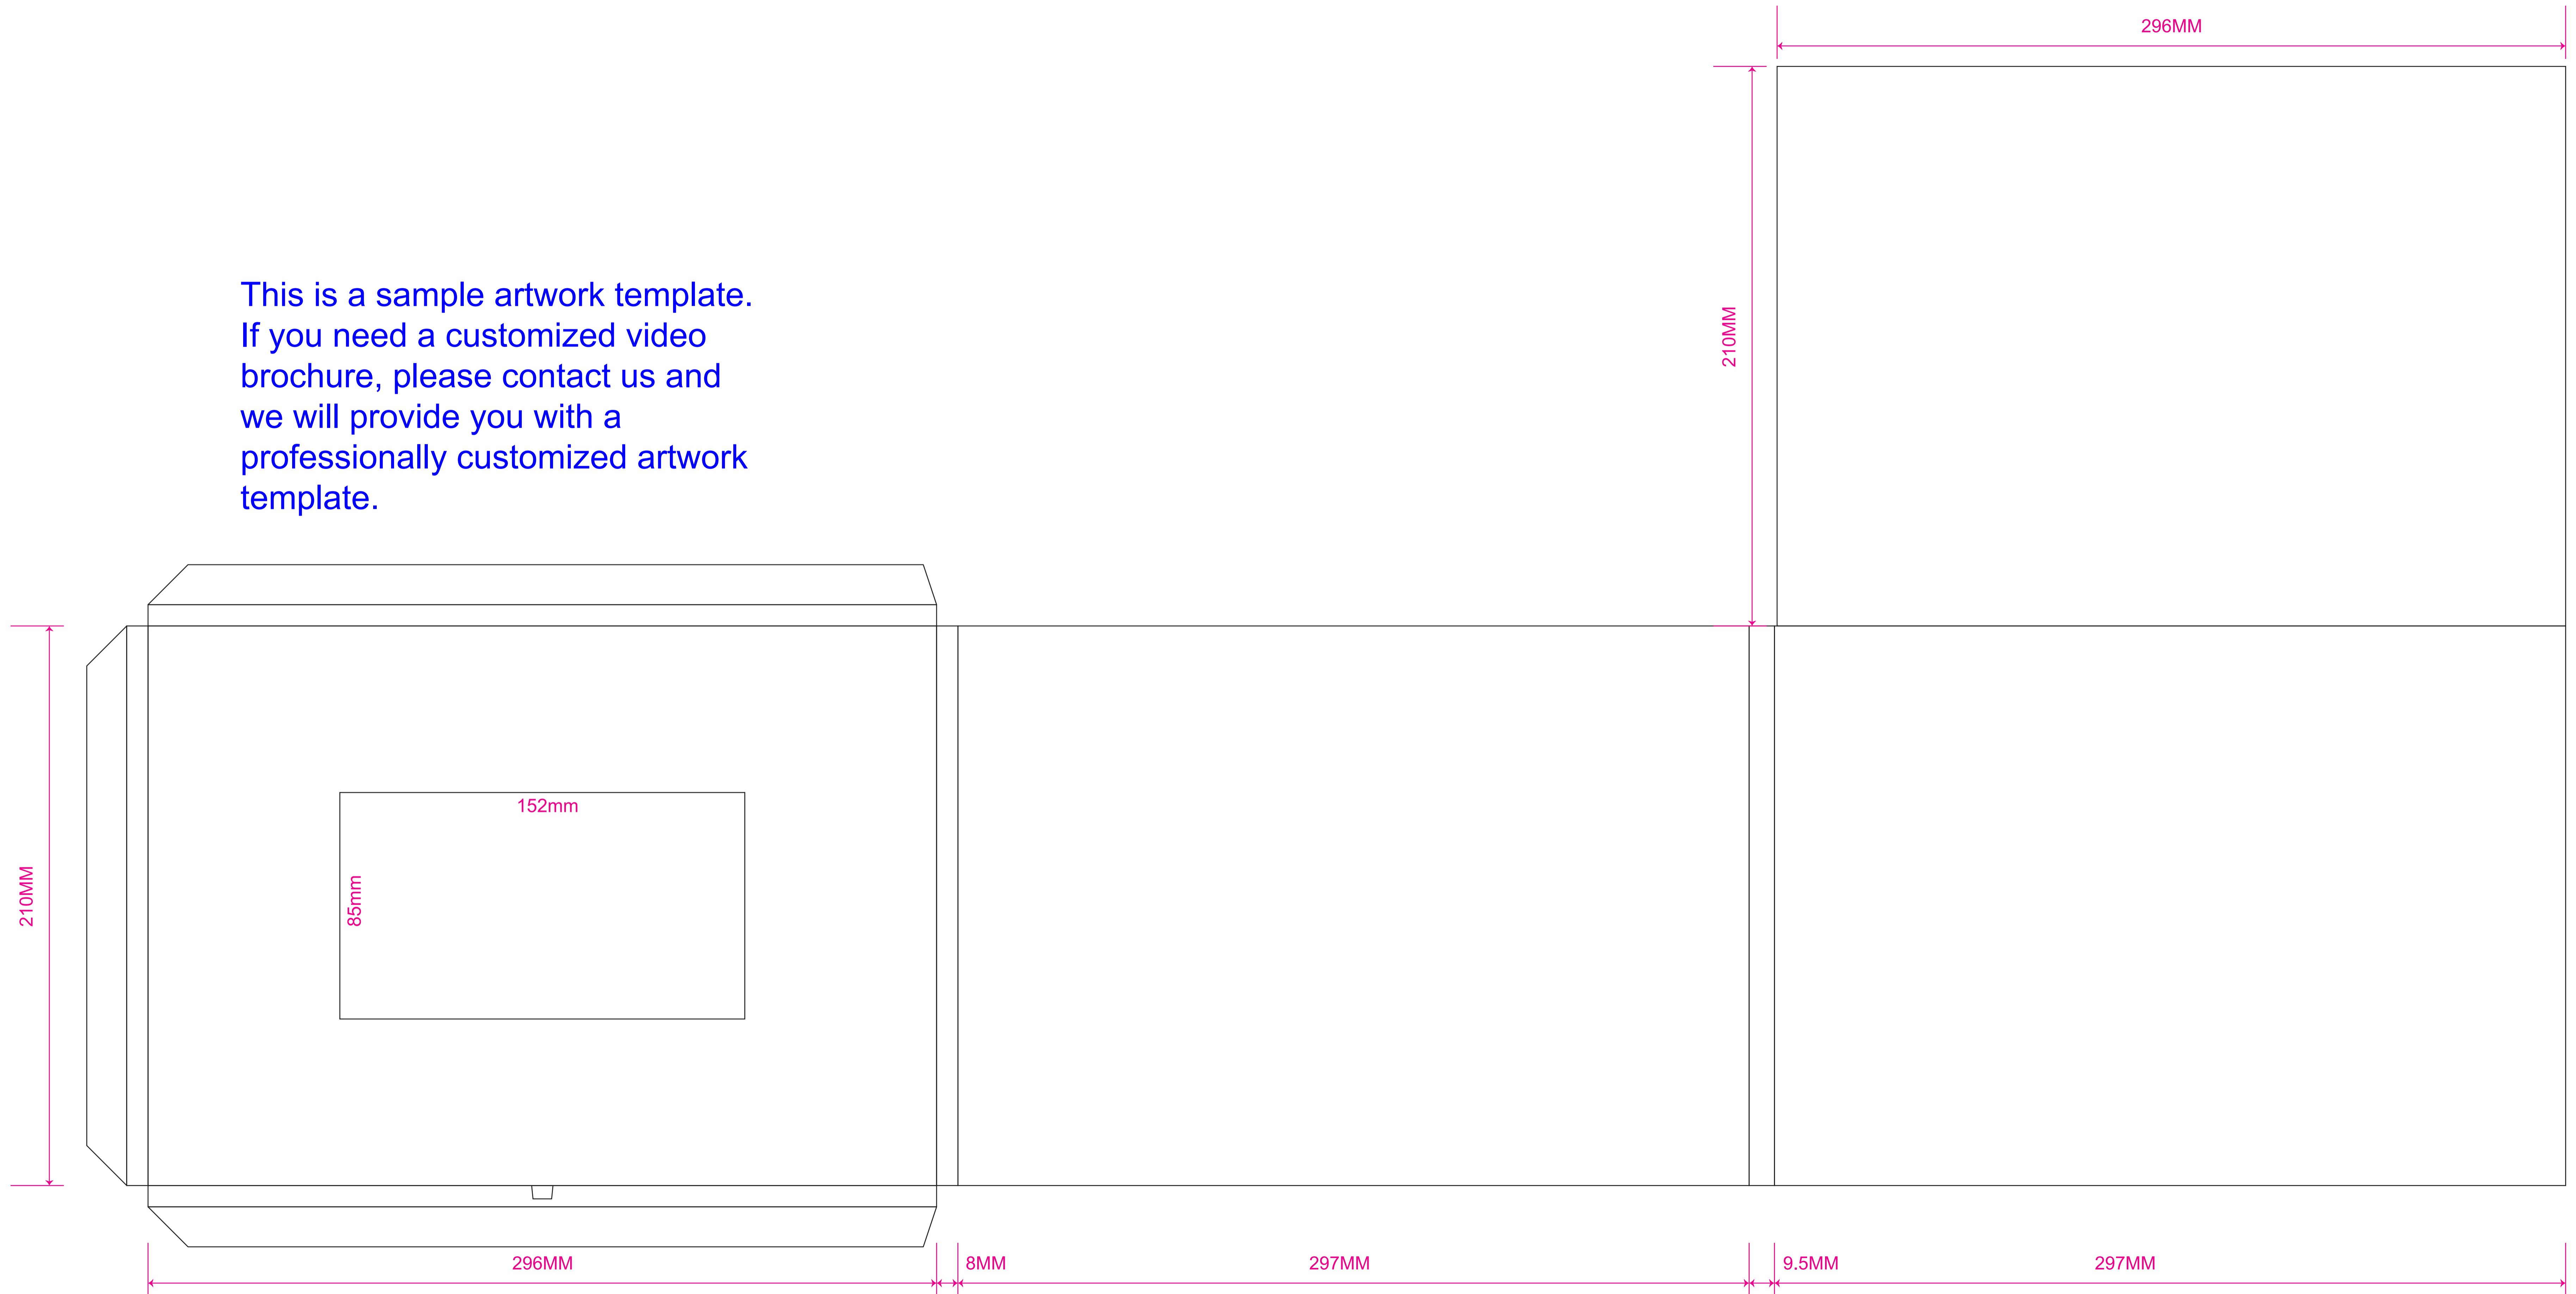 296MM
210MM
This is a sample artwork template.
If you need a customized video
brochure, please contact us and
we will provide you with a
professionally customized artwork
template.
152mm
85mm
210MM
296MM
8MM
297MM
9.5MM
297MM